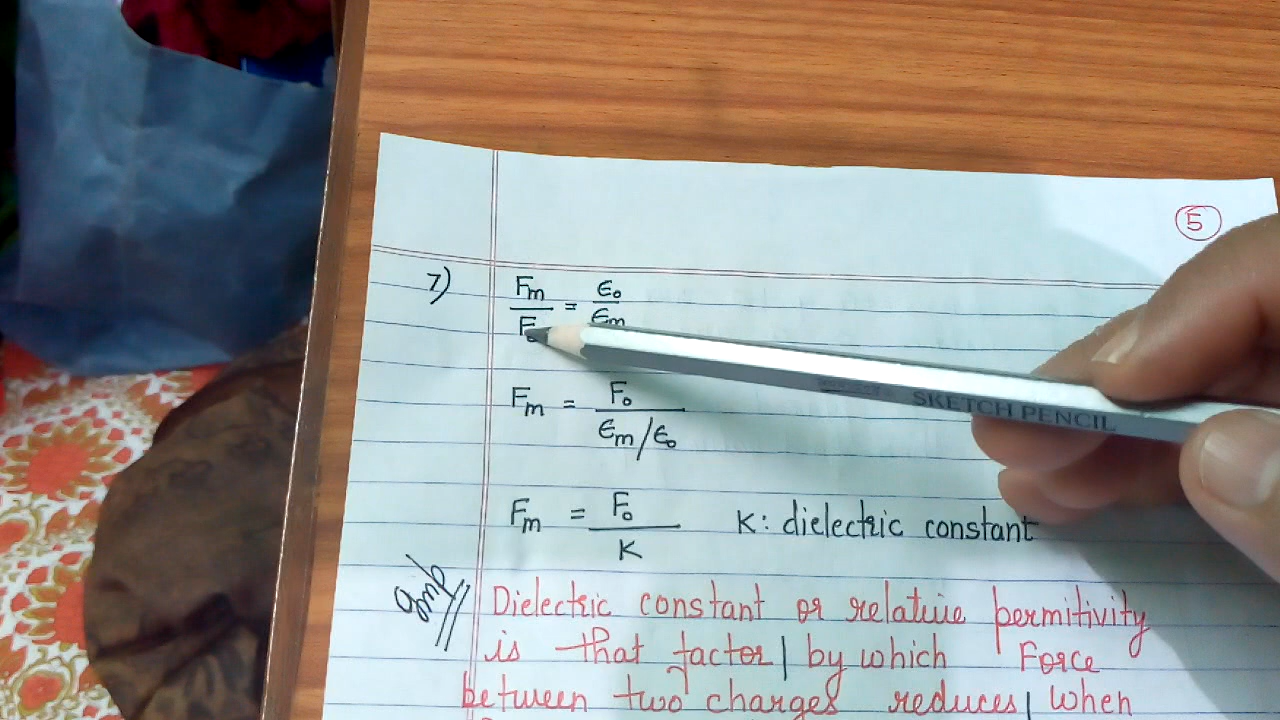 5
7) Fm/F₀ = ϵ₀/ϵm
SKETCH PENCIL
Fm = F₀/(ϵm/ϵ₀)
Fm = F₀/K K: dielectric constant
Imp
Dielectric constant or relative permitivity
is that factor| by which Force
between two charges reduces| when